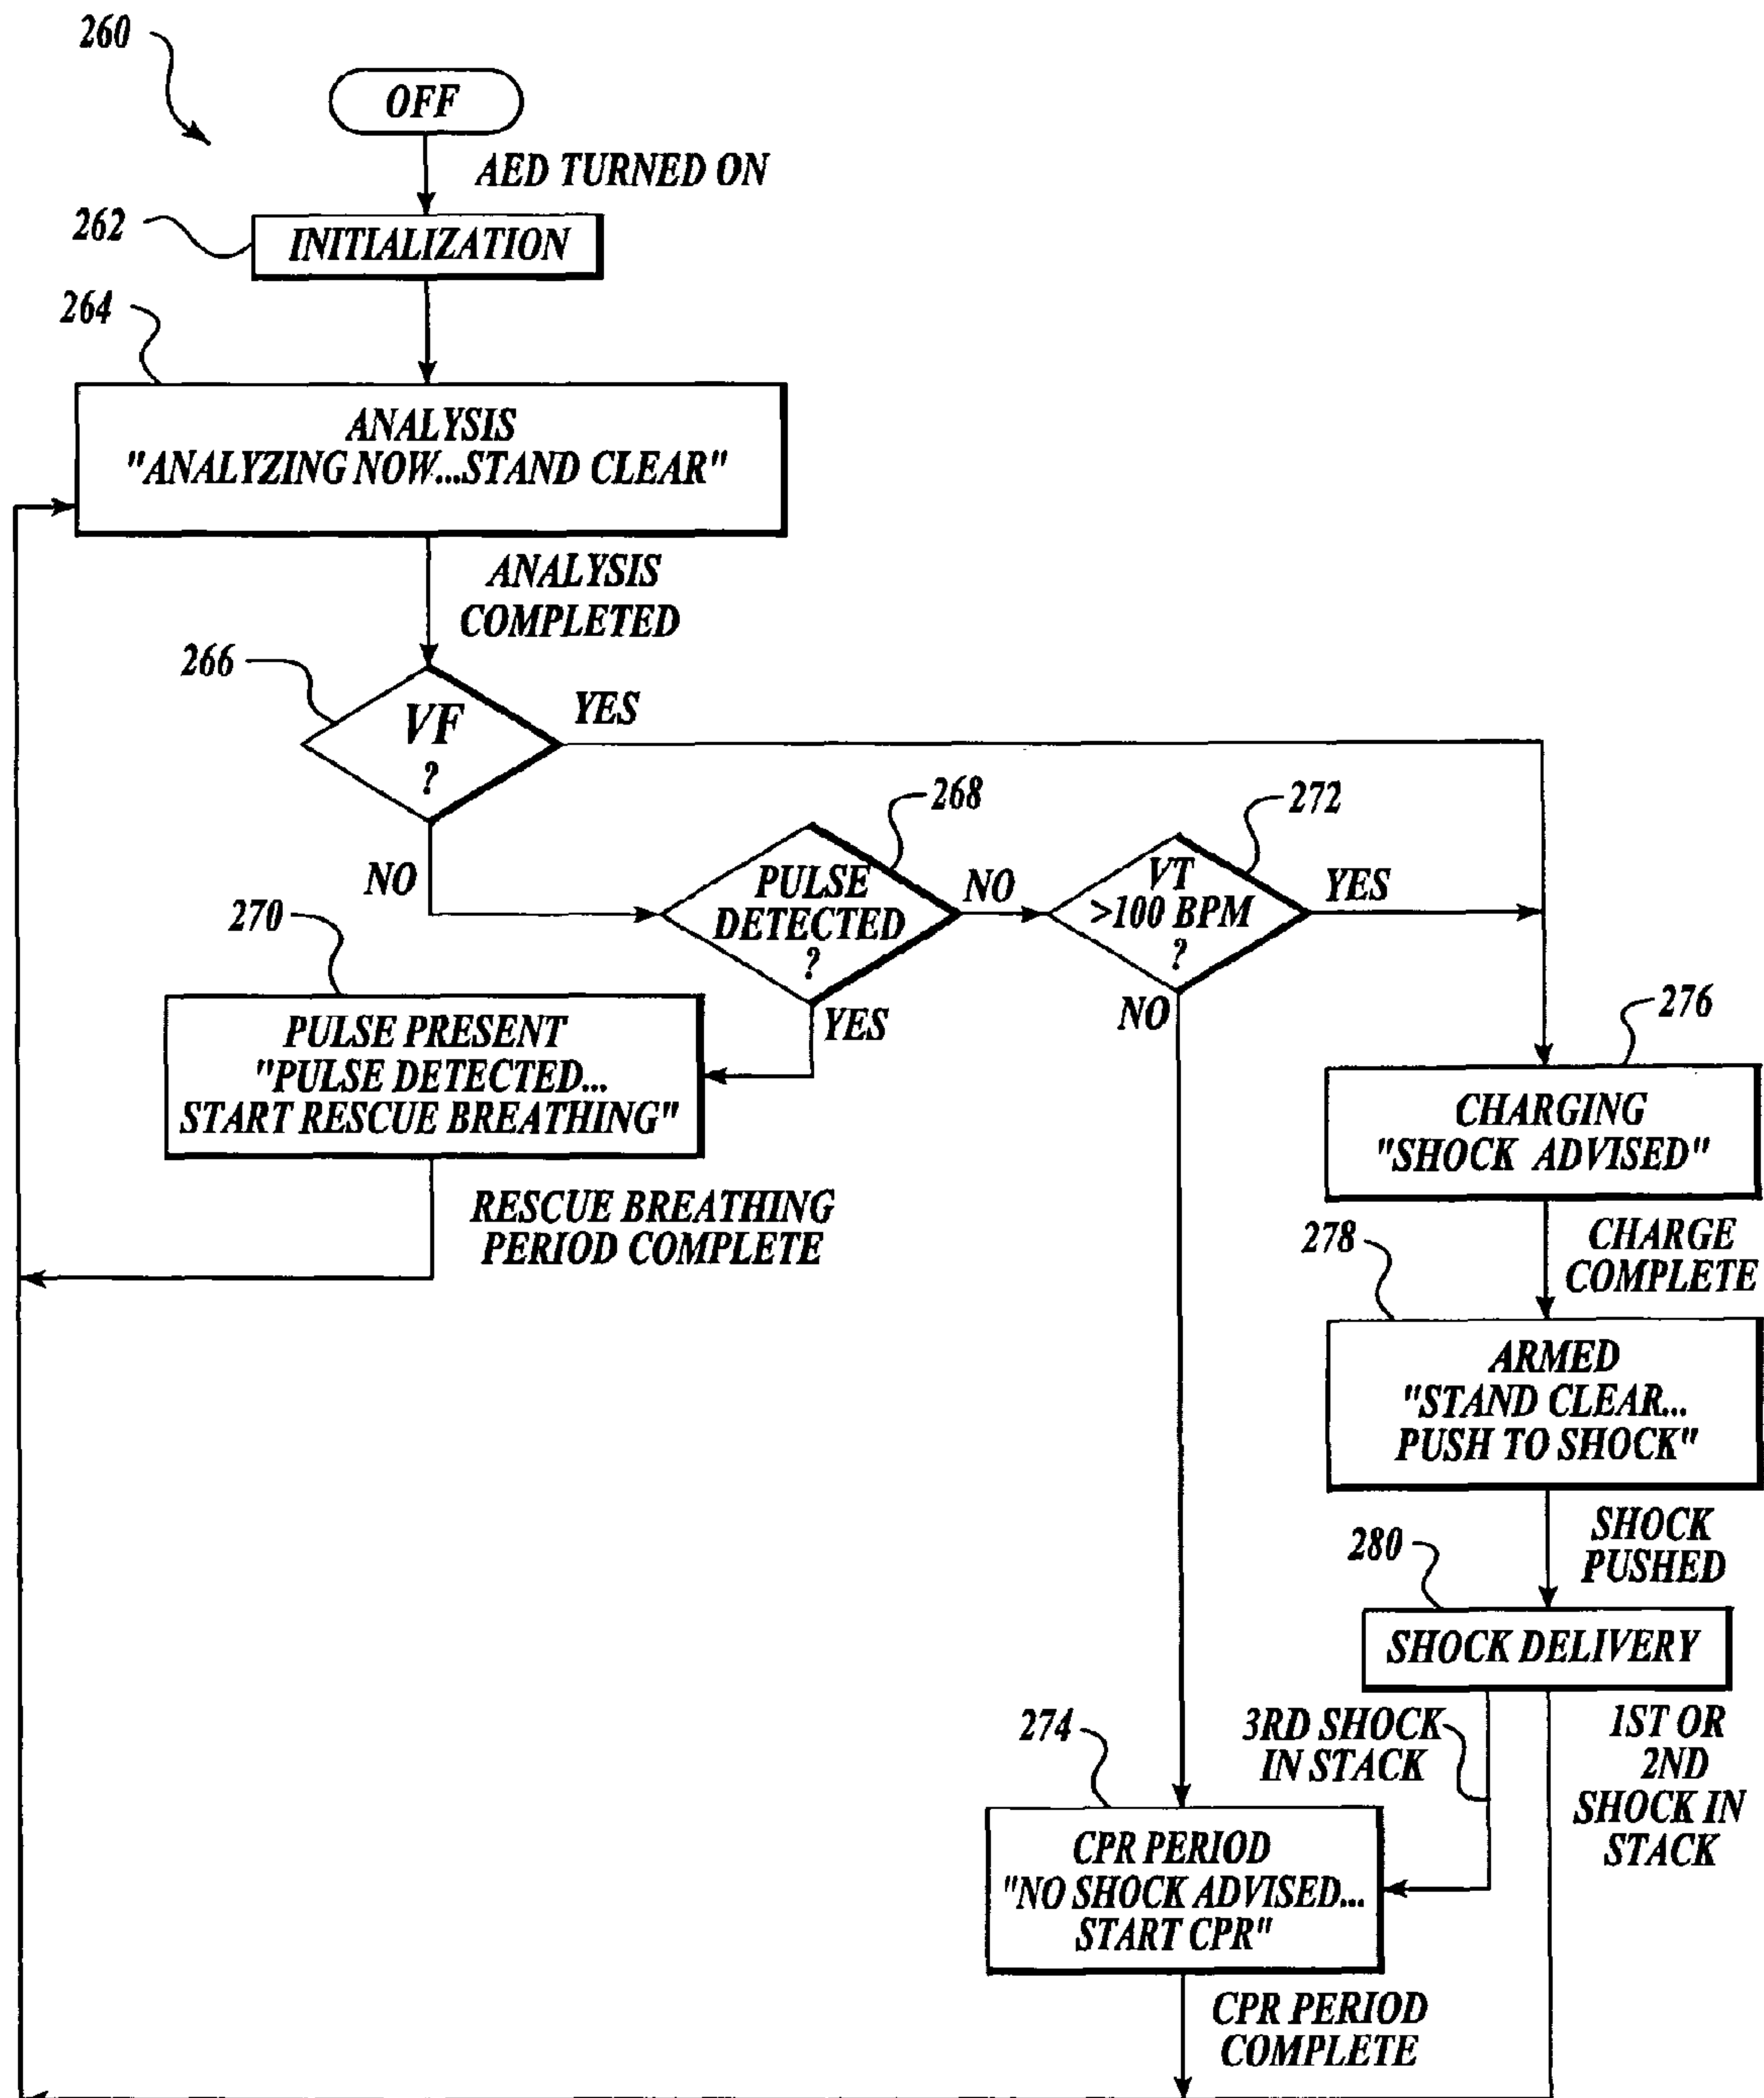 260
OFF
AED TURNED ON
262
INITIALIZATION
264
ANALYSIS
"ANALYZING NOW...STAND CLEAR"
ANALYSIS
COMPLETED
266
VF
?
YES
NO
268
PULSE
DETECTED
?
NO
YES
272
VT
>100 BPM
?
YES
NO
270
PULSE PRESENT
"PULSE DETECTED...
START RESCUE BREATHING"
RESCUE BREATHING
PERIOD COMPLETE
276
CHARGING
"SHOCK ADVISED"
CHARGE
COMPLETE
278
ARMED
"STAND CLEAR...
PUSH TO SHOCK"
SHOCK
PUSHED
280
SHOCK DELIVERY
3RD SHOCK
IN STACK
1ST OR
2ND
SHOCK IN
STACK
274
CPR PERIOD
"NO SHOCK ADVISED...
START CPR"
CPR PERIOD
COMPLETE